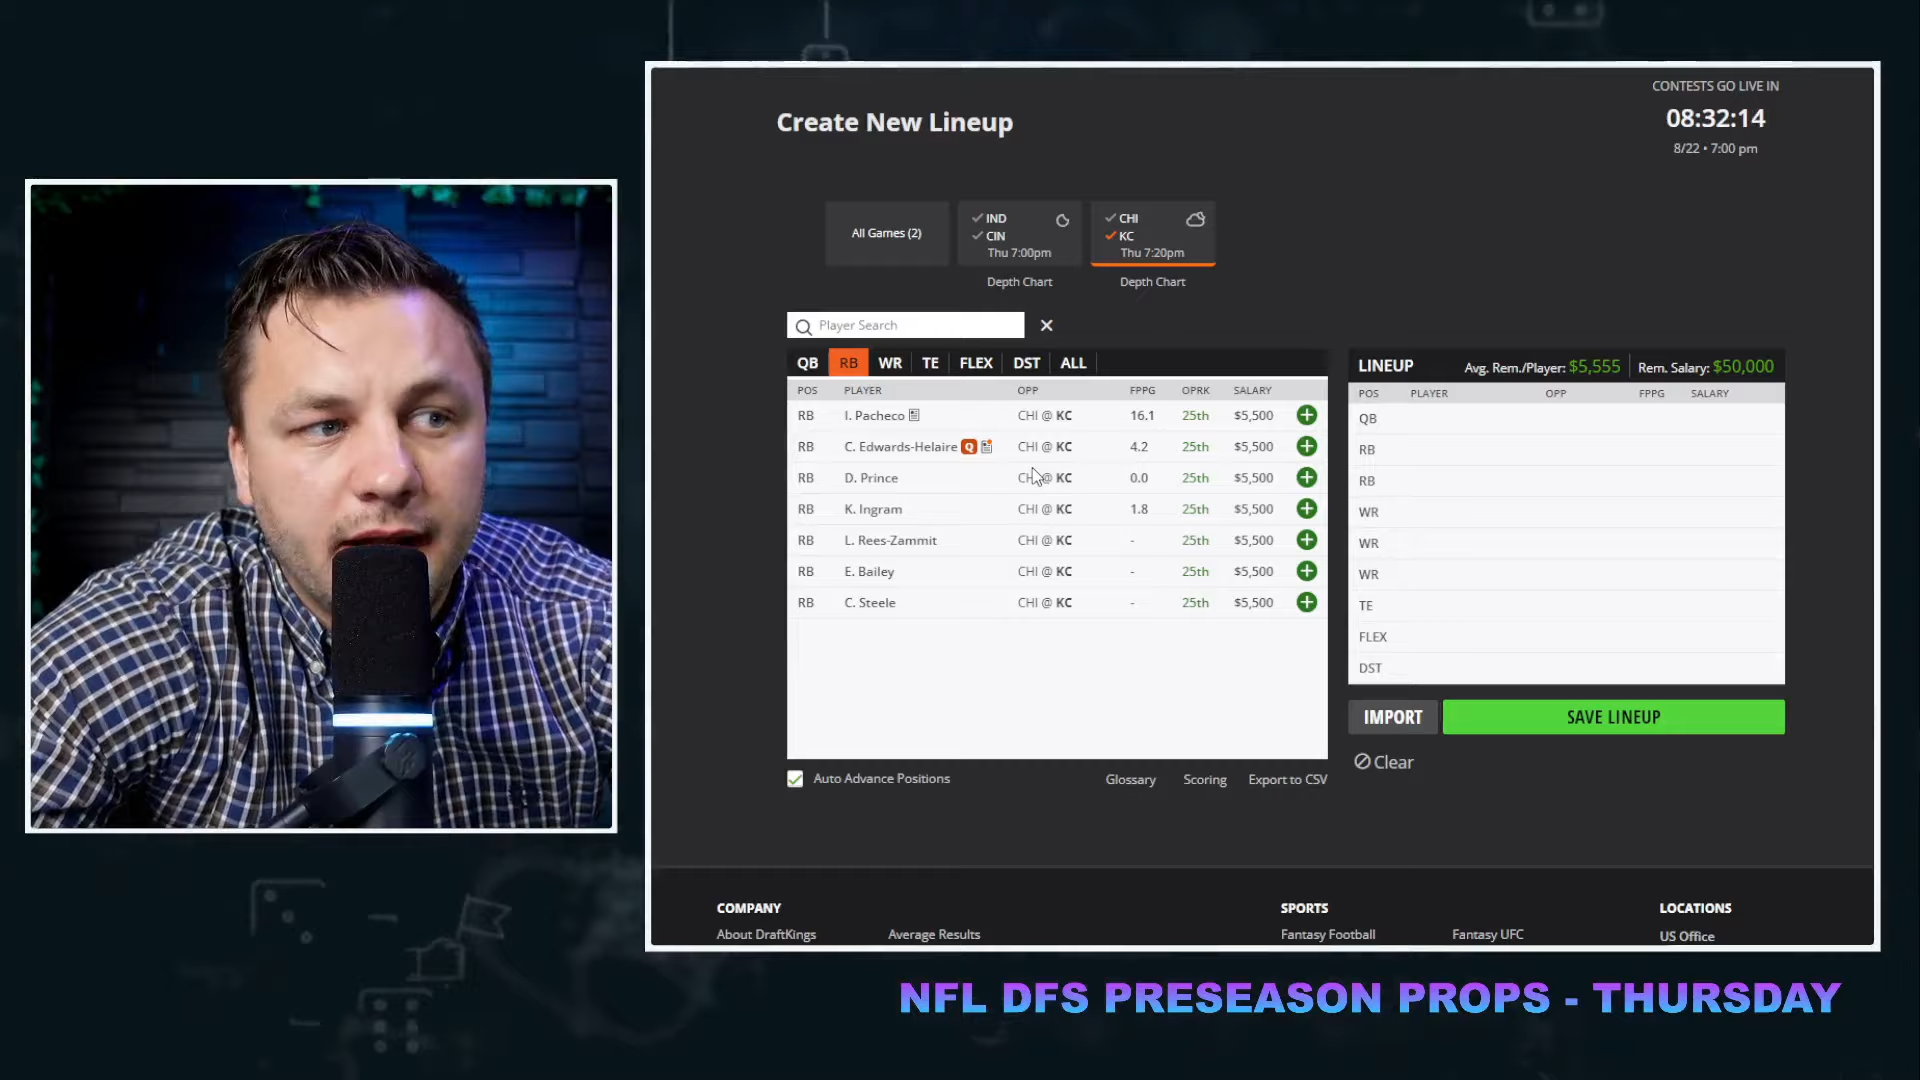 CONTESTS GO LIVE IN
08:32:14
8/22 • 7:00 pm
Create New Lineup
All Games (2)
IND
CIN
Thu 7:00pm
Depth Chart
CHI
KC
Thu 7:20pm
Depth Chart
Player Search
QB RB WR TE FLEX DST ALL
POS PLAYER OPP FPPG OPRK SALARY
RB I. Pacheco CHI @ KC 16.1 25th $5,500
RB C. Edwards-Helaire Q CHI @ KC 4.2 25th $5,500
RB D. Prince CHI @ KC 0.0 25th $5,500
RB K. Ingram CHI @ KC 1.8 25th $5,500
RB L. Rees-Zammit CHI @ KC - 25th $5,500
RB E. Bailey CHI @ KC - 25th $5,500
RB C. Steele CHI @ KC - 25th $5,500
Auto Advance Positions
Glossary Scoring Export to CSV
LINEUP Avg. Rem./Player: $5,555 Rem. Salary: $50,000
POS PLAYER OPP FPPG SALARY
QB
RB
RB
WR
WR
WR
TE
FLEX
DST
IMPORT SAVE LINEUP
Clear
COMPANY
About DraftKings Average Results
SPORTS
Fantasy Football Fantasy UFC
LOCATIONS
US Office
NFL DFS PRESEASON PROPS - THURSDAY